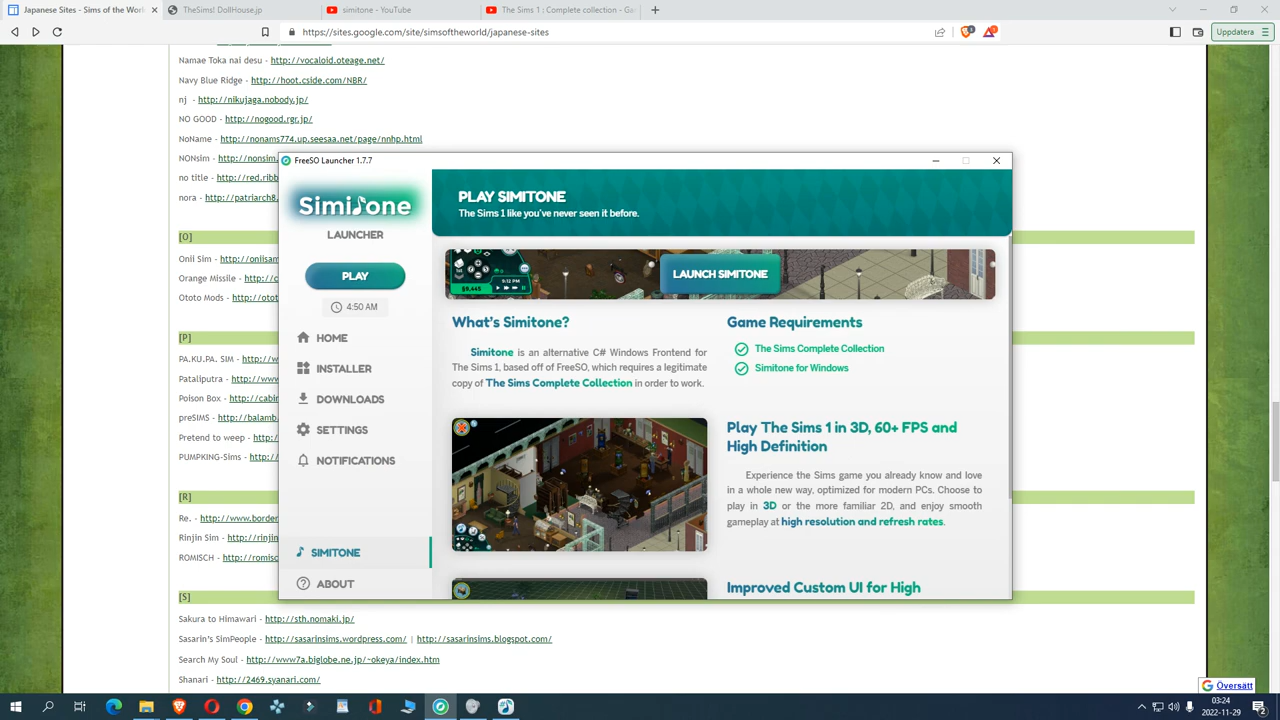 Japanese Sites - Sims of the Worl
TheSims! DollHouse.jp
simitone - YouTube
The Sims 1 : Complete collection - Ga
https://sites.google.com/site/simsoftheworld/japanese-sites
Uppdatera
Namae Toka nai desu - http://vocaloid.oteage.net/
Navy Blue Ridge - http://hoot.cside.com/NBR/
nj - http://nikujaga.nobody.jp/
NO GOOD - http://nogood.rgr.jp/
NoName - http://nonams774.up.seesaa.net/page/nnhp.html
NONsim - http://nonsim.
no title - http://red.ribb
nora - http://patriarch8.
[O]
Onii Sim - http://oniisam
Orange Missile - http://c
Ototo Mods - http://otot
[P]
PA.KU.PA. SIM - http://w
Pataliputra - http://www
Poison Box - http://cabin
preSIMS - http://balamb.
Pretend to weep - http:/
PUMPKING-Sims - http:/
[R]
Re. - http://www.border
Rinjin Sim - http://rinjin
ROMISCH - http://romisc
[S]
Sakura to Himawari - http://sth.nomaki.jp/
Sasarin's SimPeople - http://sasarinsims.wordpress.com/ | http://sasarinsims.blogspot.com/
Search My Soul - http://www7a.biglobe.ne.jp/~okeya/index.htm
Shanari - http://2469.syanari.com/
FreeSO Launcher 1.7.7
Simitone
LAUNCHER
PLAY
4:50 AM
HOME
INSTALLER
DOWNLOADS
SETTINGS
NOTIFICATIONS
SIMITONE
ABOUT
PLAY SIMITONE
The Sims 1 like you've never seen it before.
9:12 PM
§9,445
LAUNCH SIMITONE
What's Simitone?
Simitone is an alternative C# Windows Frontend for
The Sims 1, based off of FreeSO, which requires a legitimate
copy of The Sims Complete Collection in order to work.
Game Requirements
The Sims Complete Collection
Simitone for Windows
Play The Sims 1 in 3D, 60+ FPS and
High Definition
Experience the Sims game you already know and love
in a whole new way, optimized for modern PCs. Choose to
play in 3D or the more familiar 2D, and enjoy smooth
gameplay at high resolution and refresh rates.
Improved Custom UI for High
Översätt
03:24
2022-11-29
2